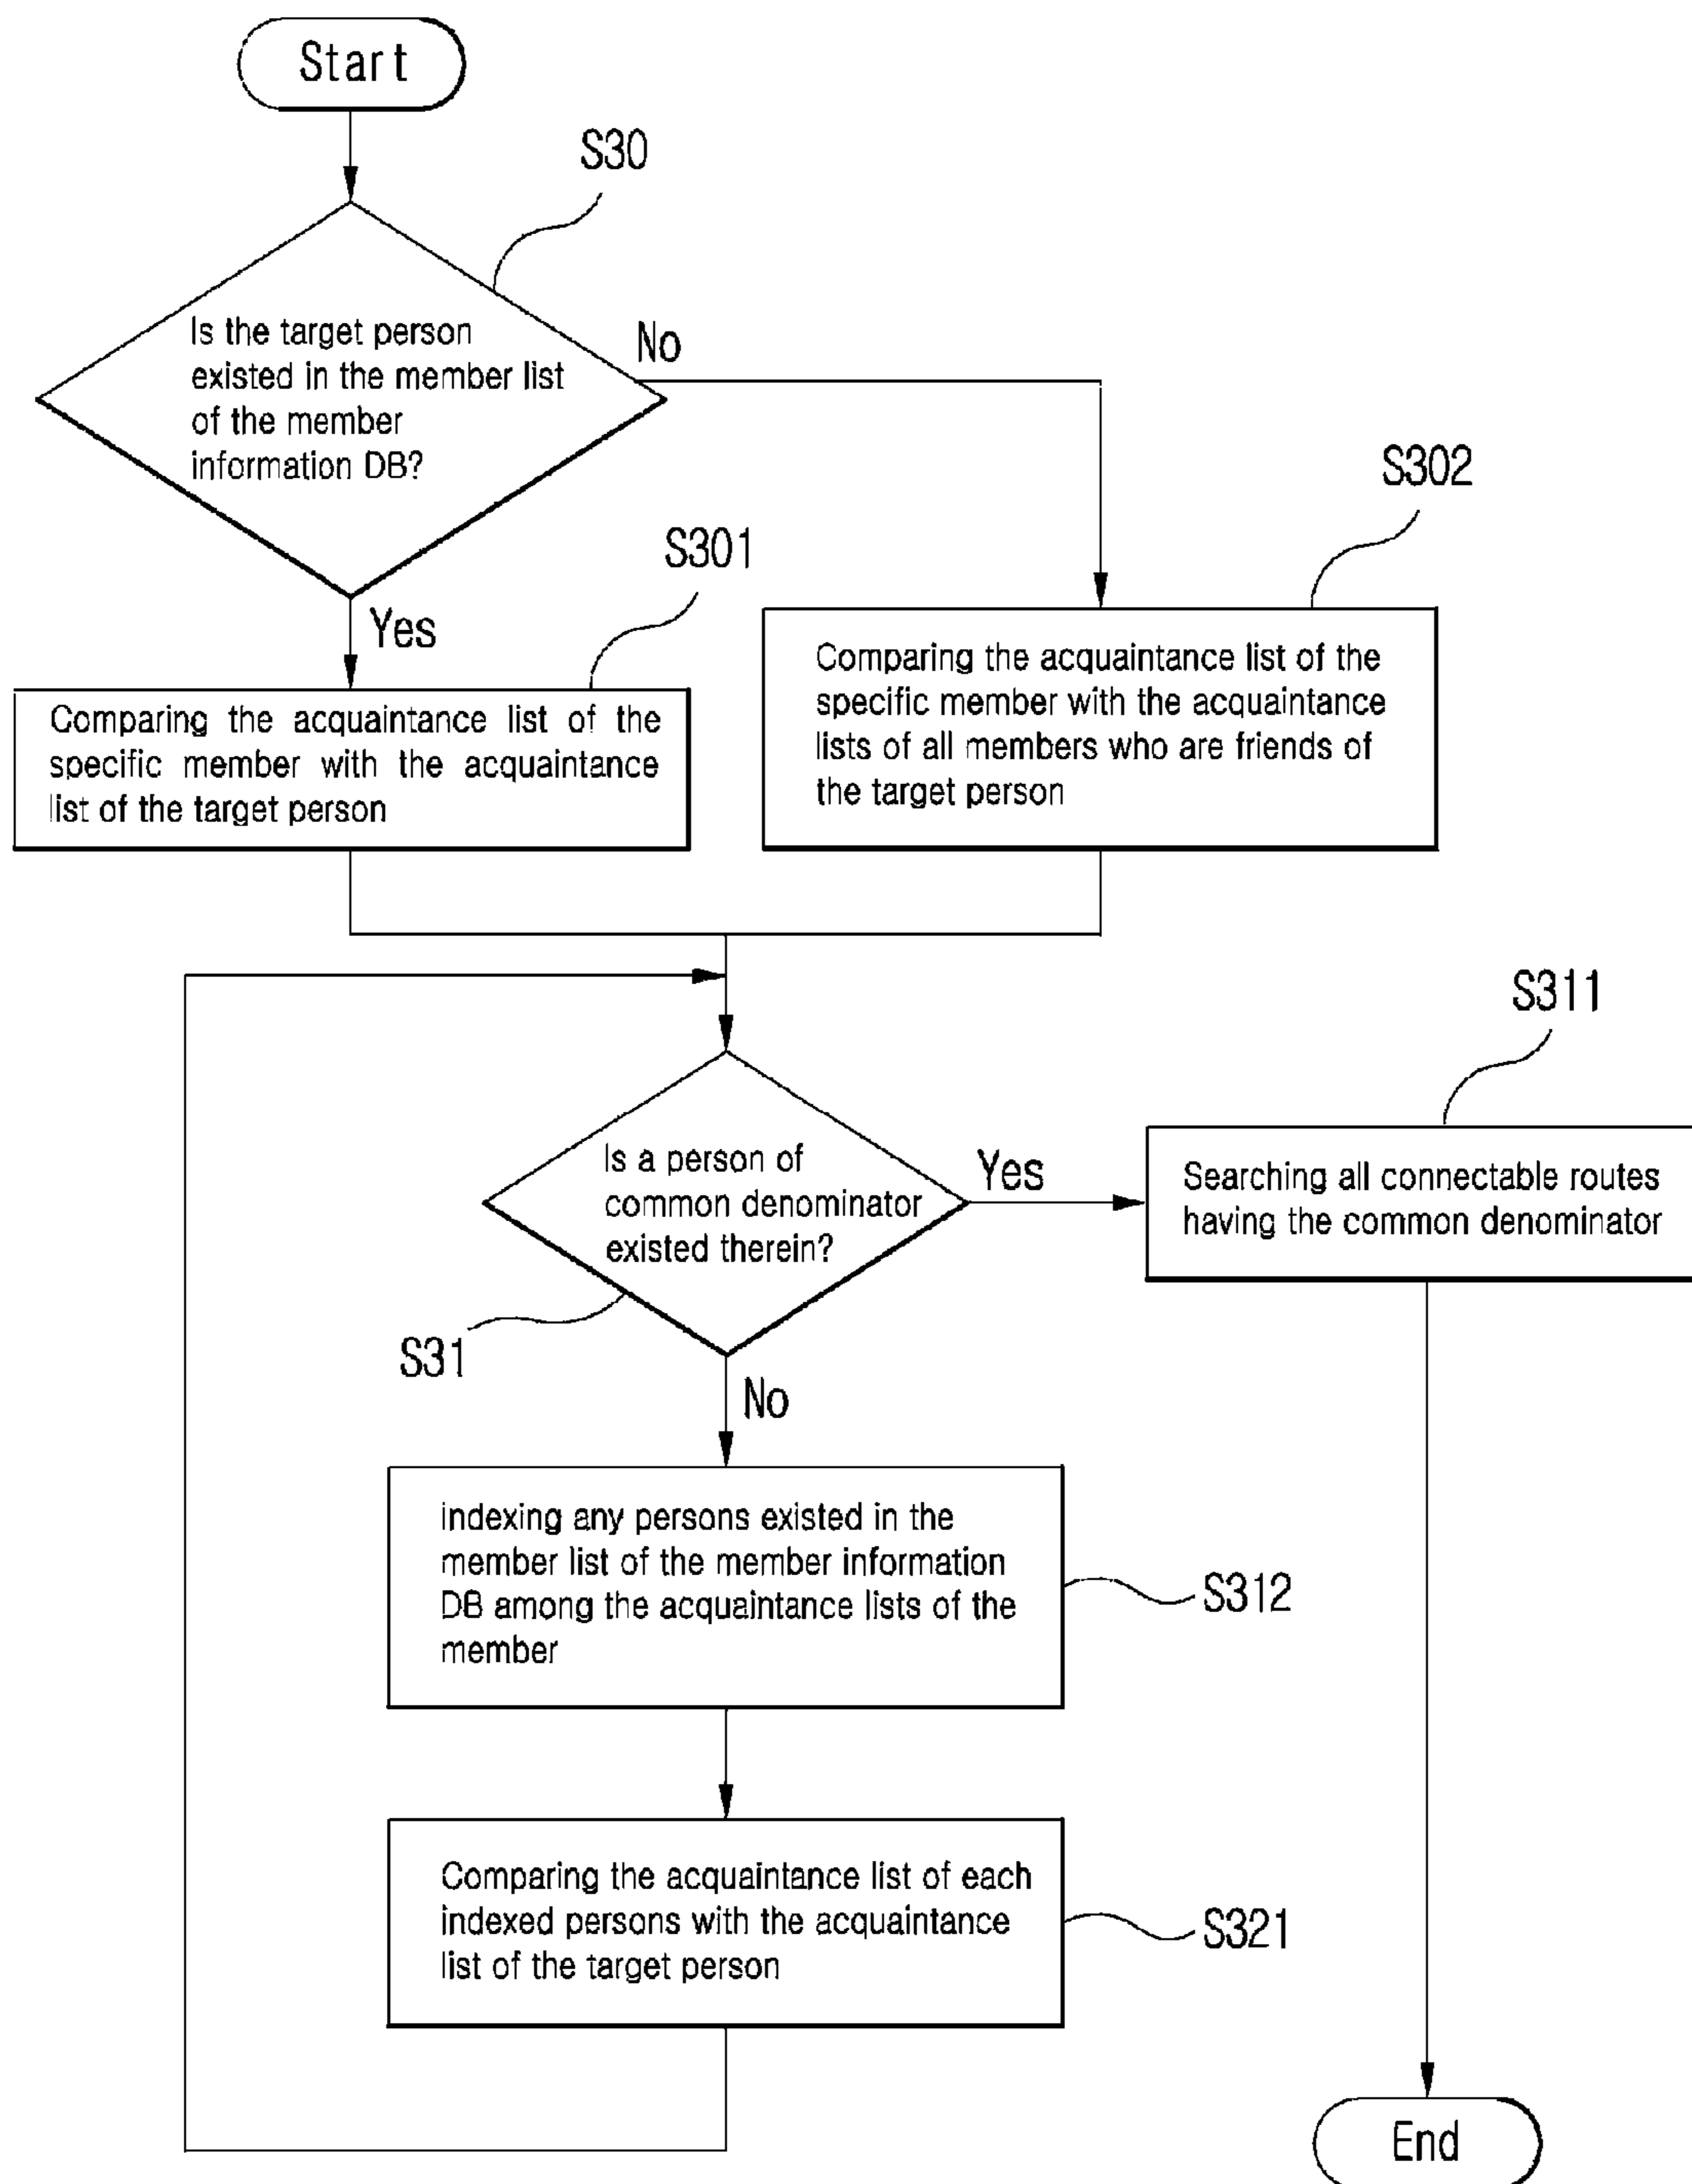 Start
S30
Is the target person
existed in the member list
of the member
information DB?
No
S302
S301
Yes
Comparing the acquaintance list of the
specific member with the acquaintance
list of the target person
Comparing the acquaintance list of the
specific member with the acquaintance
lists of all members who are friends of
the target person
S311
Is a person of
common denominator
existed therein?
Yes
Searching all connectable routes
having the common denominator
S31
No
indexing any persons existed in the
member list of the member information
DB among the acquaintance lists of the
member
S312
Comparing the acquaintance list of each
indexed persons with the acquaintance
list of the target person
S321
End